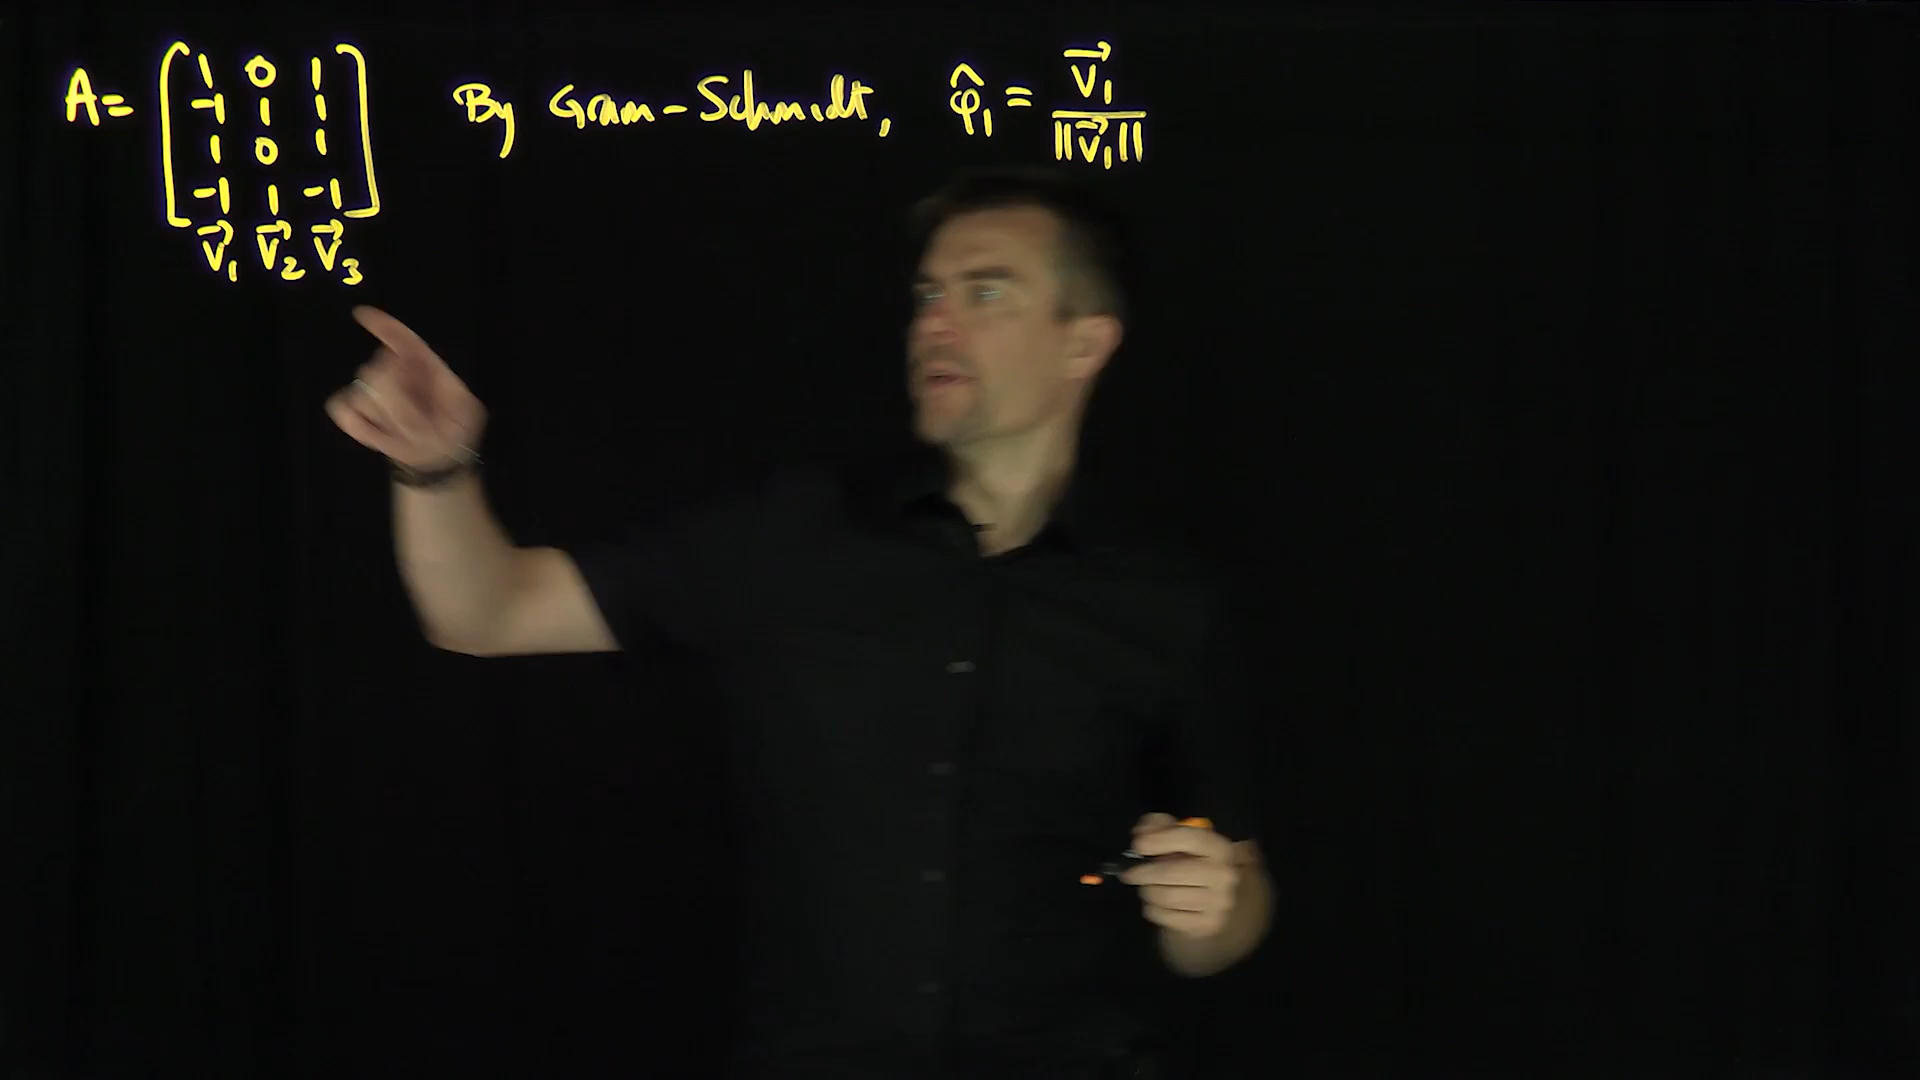 A = [ 1 0 1
-1 1 1
1 0 1
-1 1 -1 ]
v⃗₁ v⃗₂ v⃗₃
By Gram-Schmidt, φ̂₁ = v⃗₁ / ||v⃗₁||